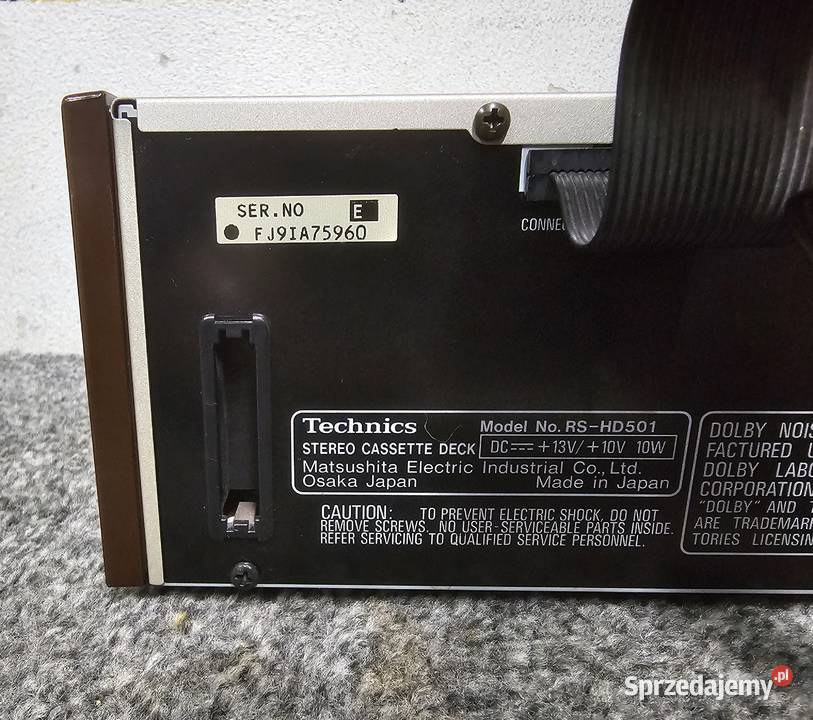 SER.NO E
FJ9IA75960
CONNEC
Technics Model No. RS-HD501
STEREO CASSETTE DECK DC⎓+13V/+10V 10W
Matsushita Electric Industrial Co., Ltd.
Osaka Japan Made in Japan
CAUTION: TO PREVENT ELECTRIC SHOCK, DO NOT
REMOVE SCREWS. NO USER-SERVICEABLE PARTS INSIDE.
REFER SERVICING TO QUALIFIED SERVICE PERSONNEL.
DOLBY NOIS
FACTURED U
DOLBY LABO
CORPORATION
"DOLBY" AND T
ARE TRADEMAR
TORIES LICENSIN
Sprzedajemy.pl